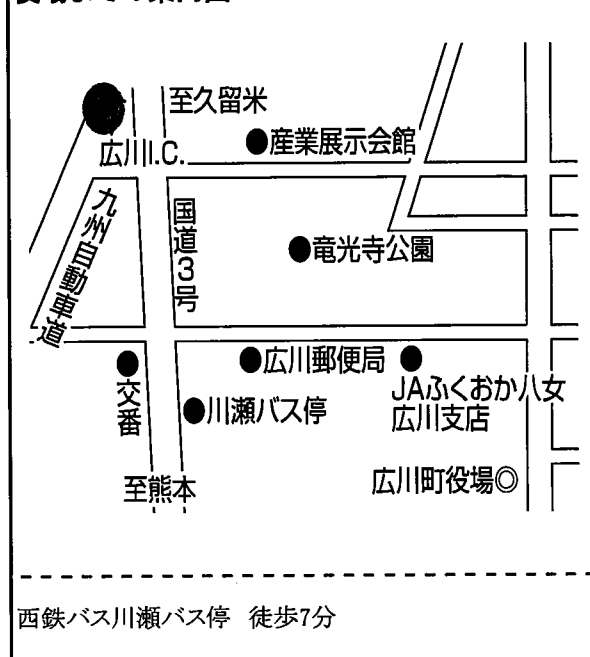 至久留米
広川I.C.
●産業展示会館
九州自動車道
国道3号
●竜光寺公園
●広川郵便局
交番
JAふくおか八女
広川支店
●川瀬バス停
至熊本
広川町役場◎
西鉄バス川瀬バス停 徒歩7分